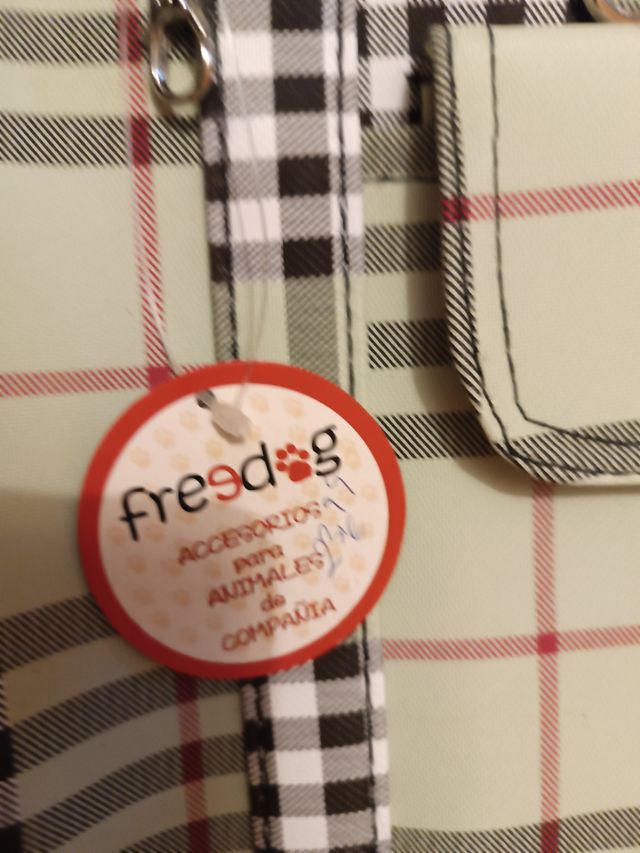 freedog
ACCESORIOS
para
ANIMALES
de
COMPAÑIA